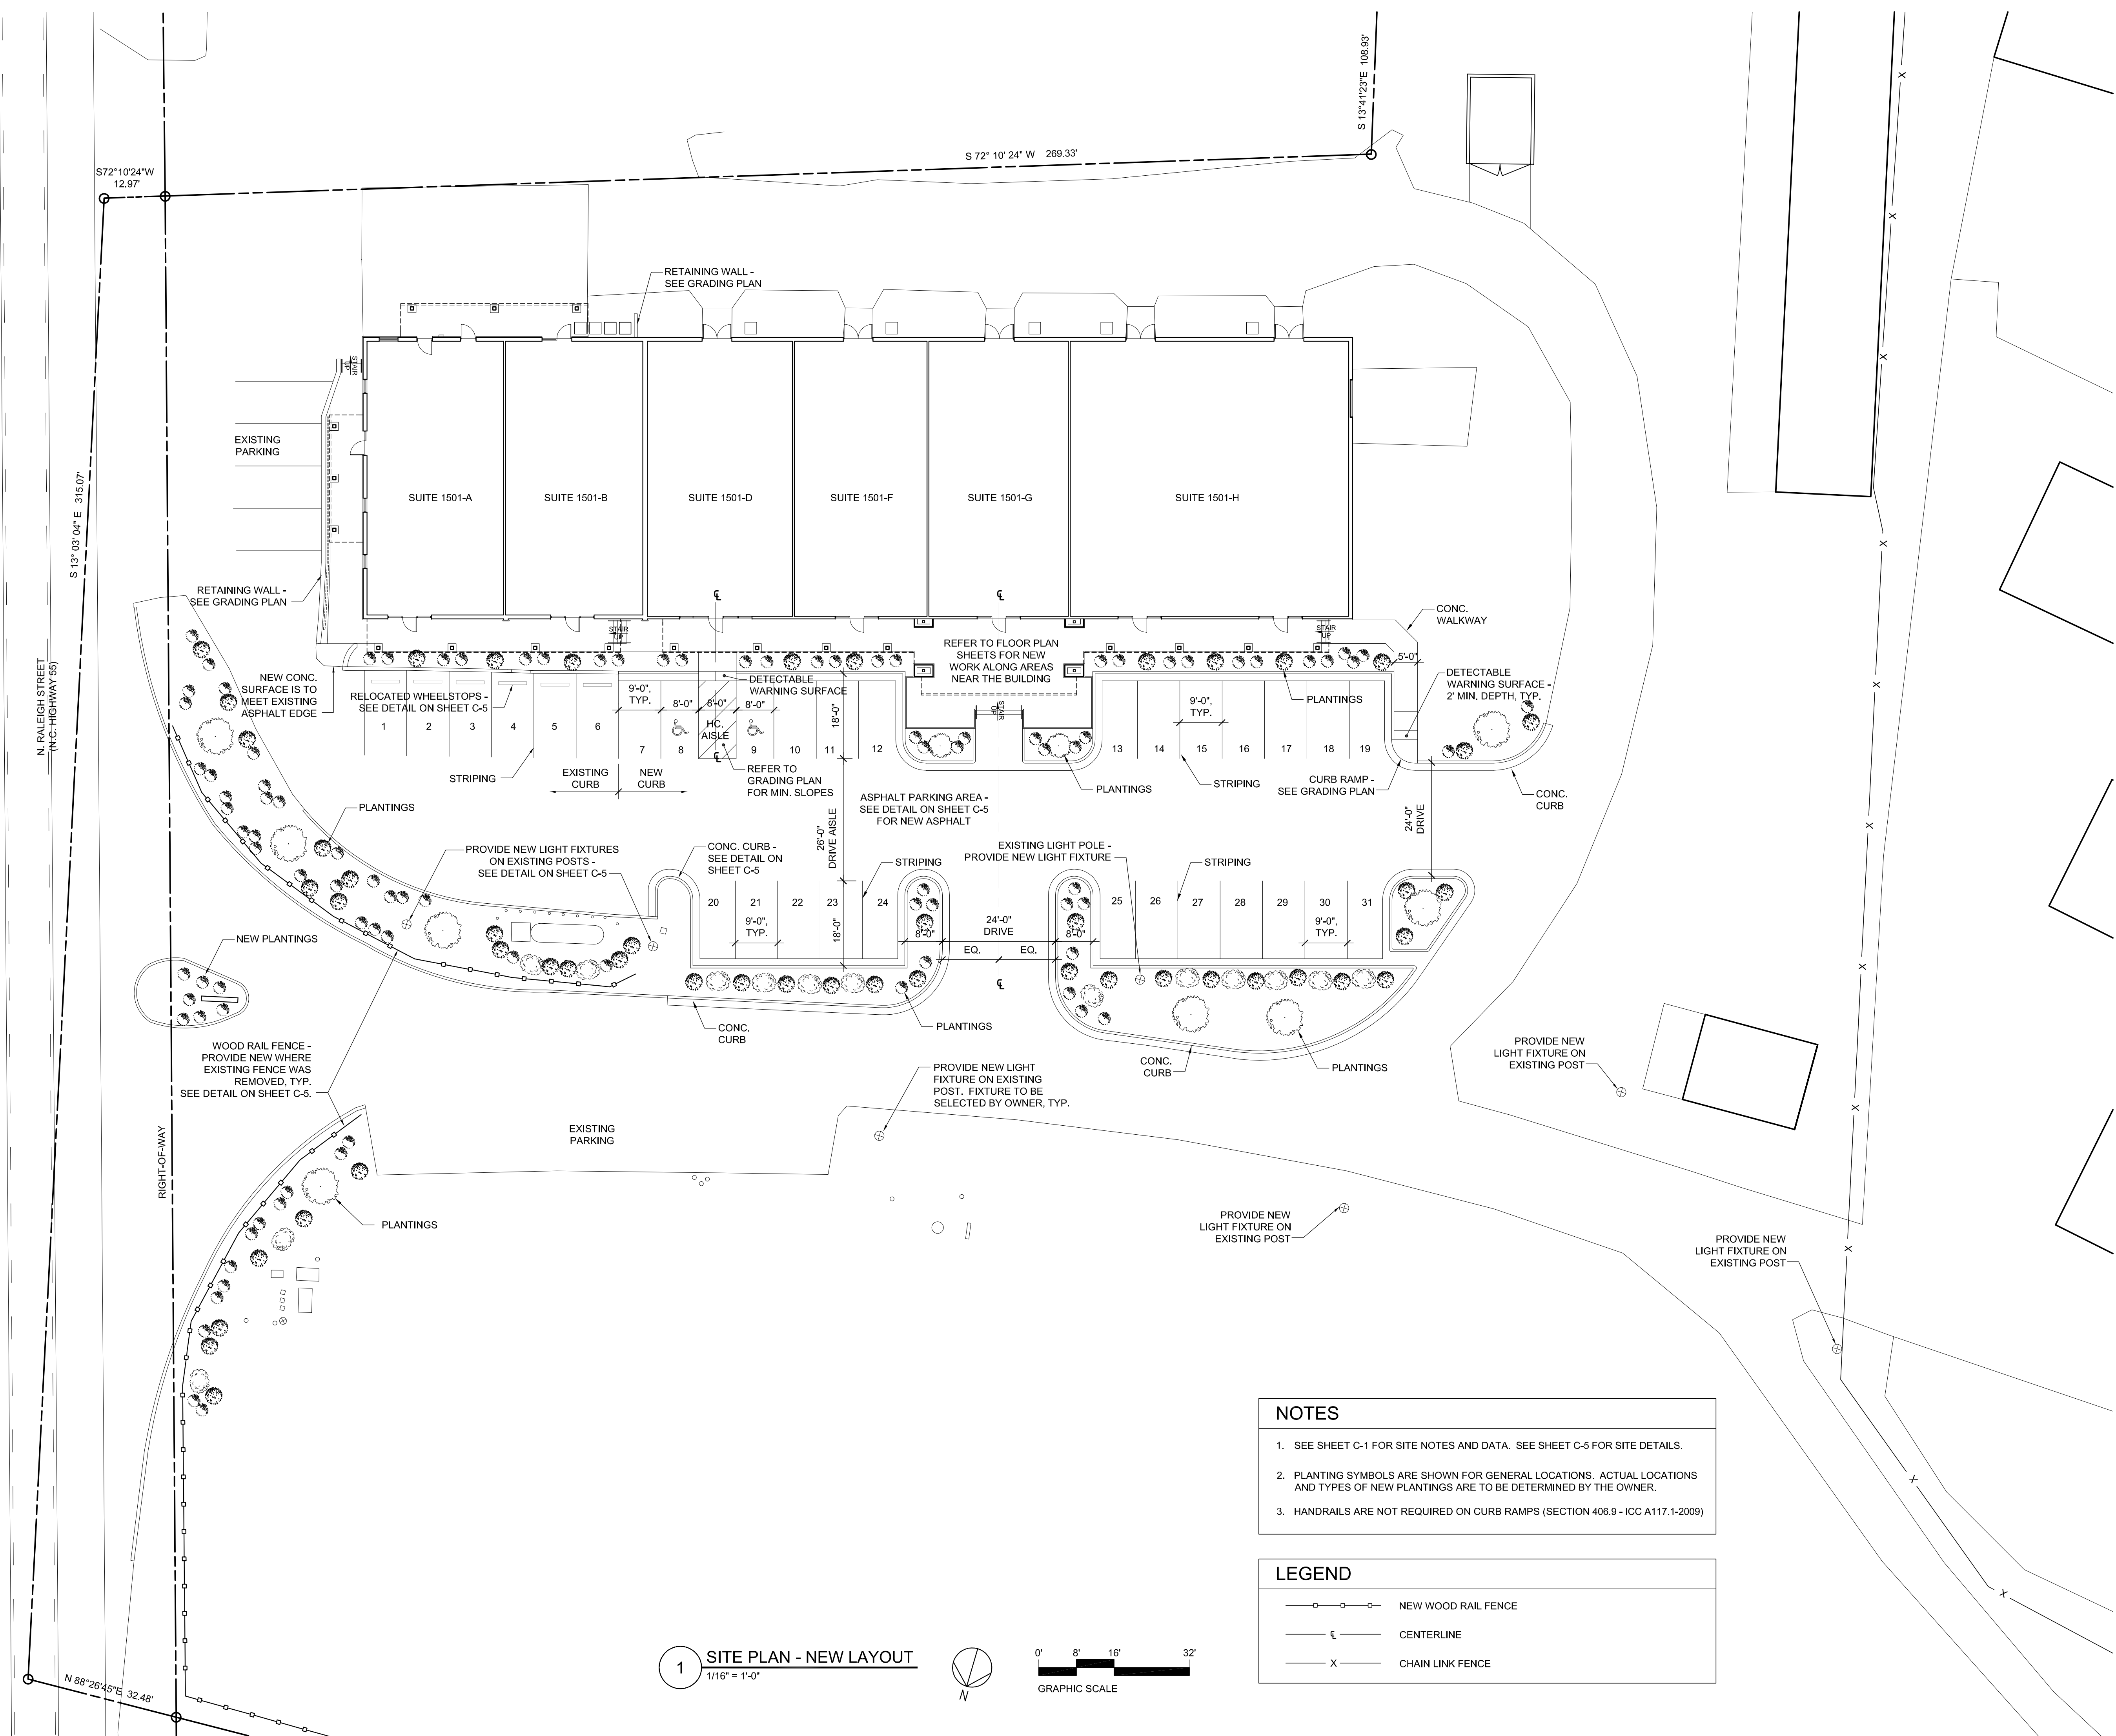 S 13°41'23"E 108.93'
S 72° 10' 24" W 269.33'
S72°10'24"W
12.97'
RETAINING WALL -
SEE GRADING PLAN
STAIR
UP
EXISTING
PARKING
SUITE 1501-A
SUITE 1501-B
SUITE 1501-D
SUITE 1501-F
SUITE 1501-G
SUITE 1501-H
S 13° 03' 04" E 315.07'
N. RALEIGH STREET
(N.C. HIGHWAY 55)
RETAINING WALL -
SEE GRADING PLAN
STAIR
UP
REFER TO FLOOR PLAN
SHEETS FOR NEW
WORK ALONG AREAS
NEAR THE BUILDING
STAIR
UP
CONC.
WALKWAY
5'-0"
NEW CONC.
SURFACE IS TO
MEET EXISTING
ASPHALT EDGE
RELOCATED WHEELSTOPS -
SEE DETAIL ON SHEET C-5
9'-0",
TYP.
8'-0"
8'-0"
8'-0"
DETECTABLE
WARNING SURFACE
18'-0"
STAIR
UP
PLANTINGS
9'-0",
TYP.
DETECTABLE
WARNING SURFACE -
2' MIN. DEPTH, TYP.
HC.
AISLE
1
2
3
4
5
6
7
8
9
10
11
12
13
14
15
16
17
18
19
STRIPING
EXISTING
CURB
NEW
CURB
REFER TO
GRADING PLAN
FOR MIN. SLOPES
PLANTINGS
STRIPING
CURB RAMP -
SEE GRADING PLAN
CONC.
CURB
PLANTINGS
ASPHALT PARKING AREA -
SEE DETAIL ON SHEET C-5
FOR NEW ASPHALT
26'-0"
DRIVE AISLE
24'-0"
DRIVE
PROVIDE NEW LIGHT FIXTURES
ON EXISTING POSTS -
SEE DETAIL ON SHEET C-5
CONC. CURB -
SEE DETAIL ON
SHEET C-5
STRIPING
EXISTING LIGHT POLE -
PROVIDE NEW LIGHT FIXTURE
STRIPING
20
21
22
23
24
25
26
27
28
29
30
31
9'-0",
TYP.
18'-0"
8'-0"
24'-0"
DRIVE
8'-0"
9'-0",
TYP.
EQ.
EQ.
NEW PLANTINGS
CONC.
CURB
PLANTINGS
WOOD RAIL FENCE -
PROVIDE NEW WHERE
EXISTING FENCE WAS
REMOVED, TYP.
SEE DETAIL ON SHEET C-5.
PROVIDE NEW LIGHT
FIXTURE ON EXISTING
POST. FIXTURE TO BE
SELECTED BY OWNER, TYP.
CONC.
CURB
PLANTINGS
PROVIDE NEW
LIGHT FIXTURE ON
EXISTING POST
EXISTING
PARKING
RIGHT-OF-WAY
PLANTINGS
PROVIDE NEW
LIGHT FIXTURE ON
EXISTING POST
PROVIDE NEW
LIGHT FIXTURE ON
EXISTING POST
NOTES
1. SEE SHEET C-1 FOR SITE NOTES AND DATA. SEE SHEET C-5 FOR SITE DETAILS.
2. PLANTING SYMBOLS ARE SHOWN FOR GENERAL LOCATIONS. ACTUAL LOCATIONS
AND TYPES OF NEW PLANTINGS ARE TO BE DETERMINED BY THE OWNER.
3. HANDRAILS ARE NOT REQUIRED ON CURB RAMPS (SECTION 406.9 - ICC A117.1-2009)
LEGEND
NEW WOOD RAIL FENCE
CENTERLINE
X CHAIN LINK FENCE
N 88°26'45"E 32.48'
1
SITE PLAN - NEW LAYOUT
1/16" = 1'-0"
N
0' 8' 16' 32'
GRAPHIC SCALE